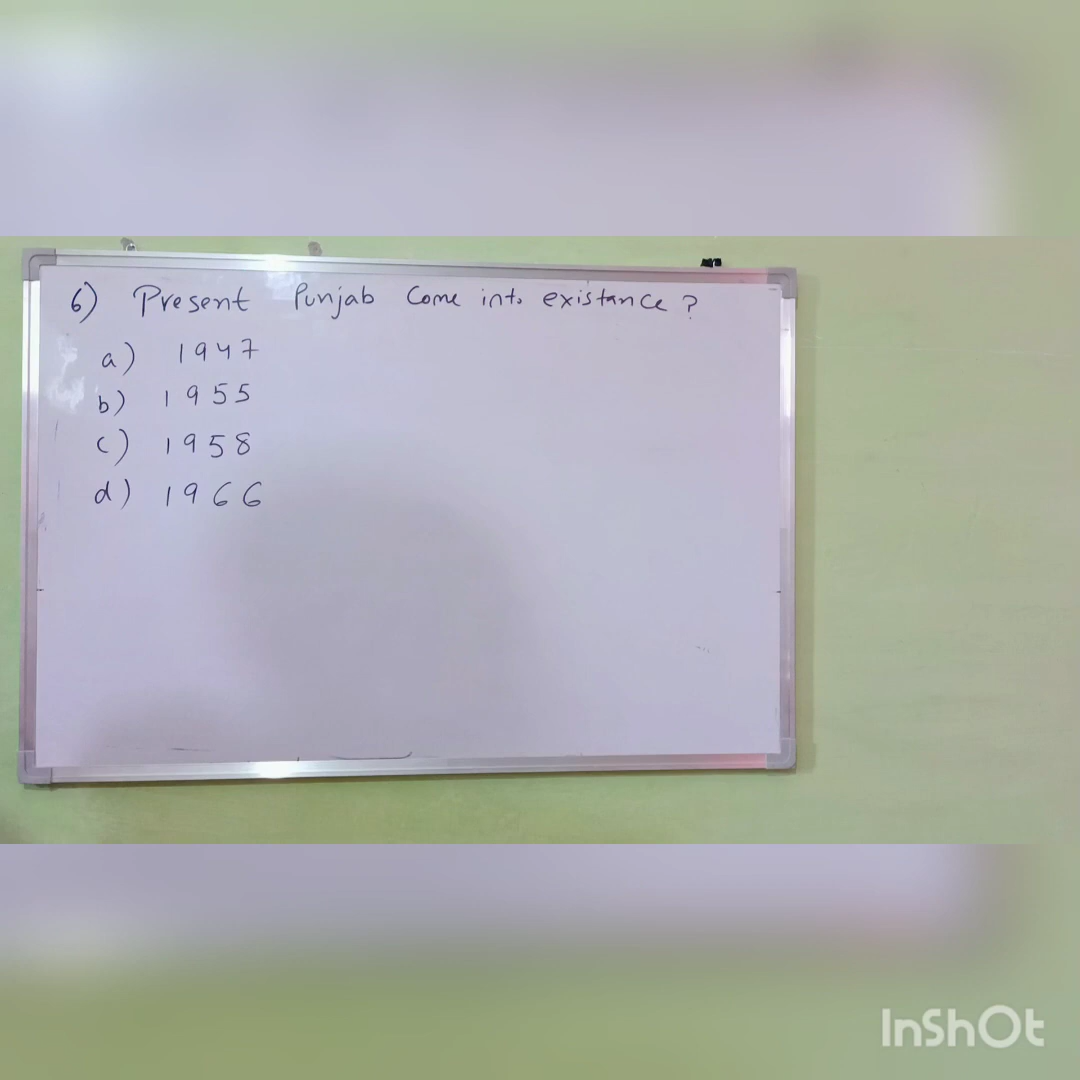 6) Present Punjab Come into existance ?
a) 1947
b) 1955
c) 1958
d) 1966
InShOt